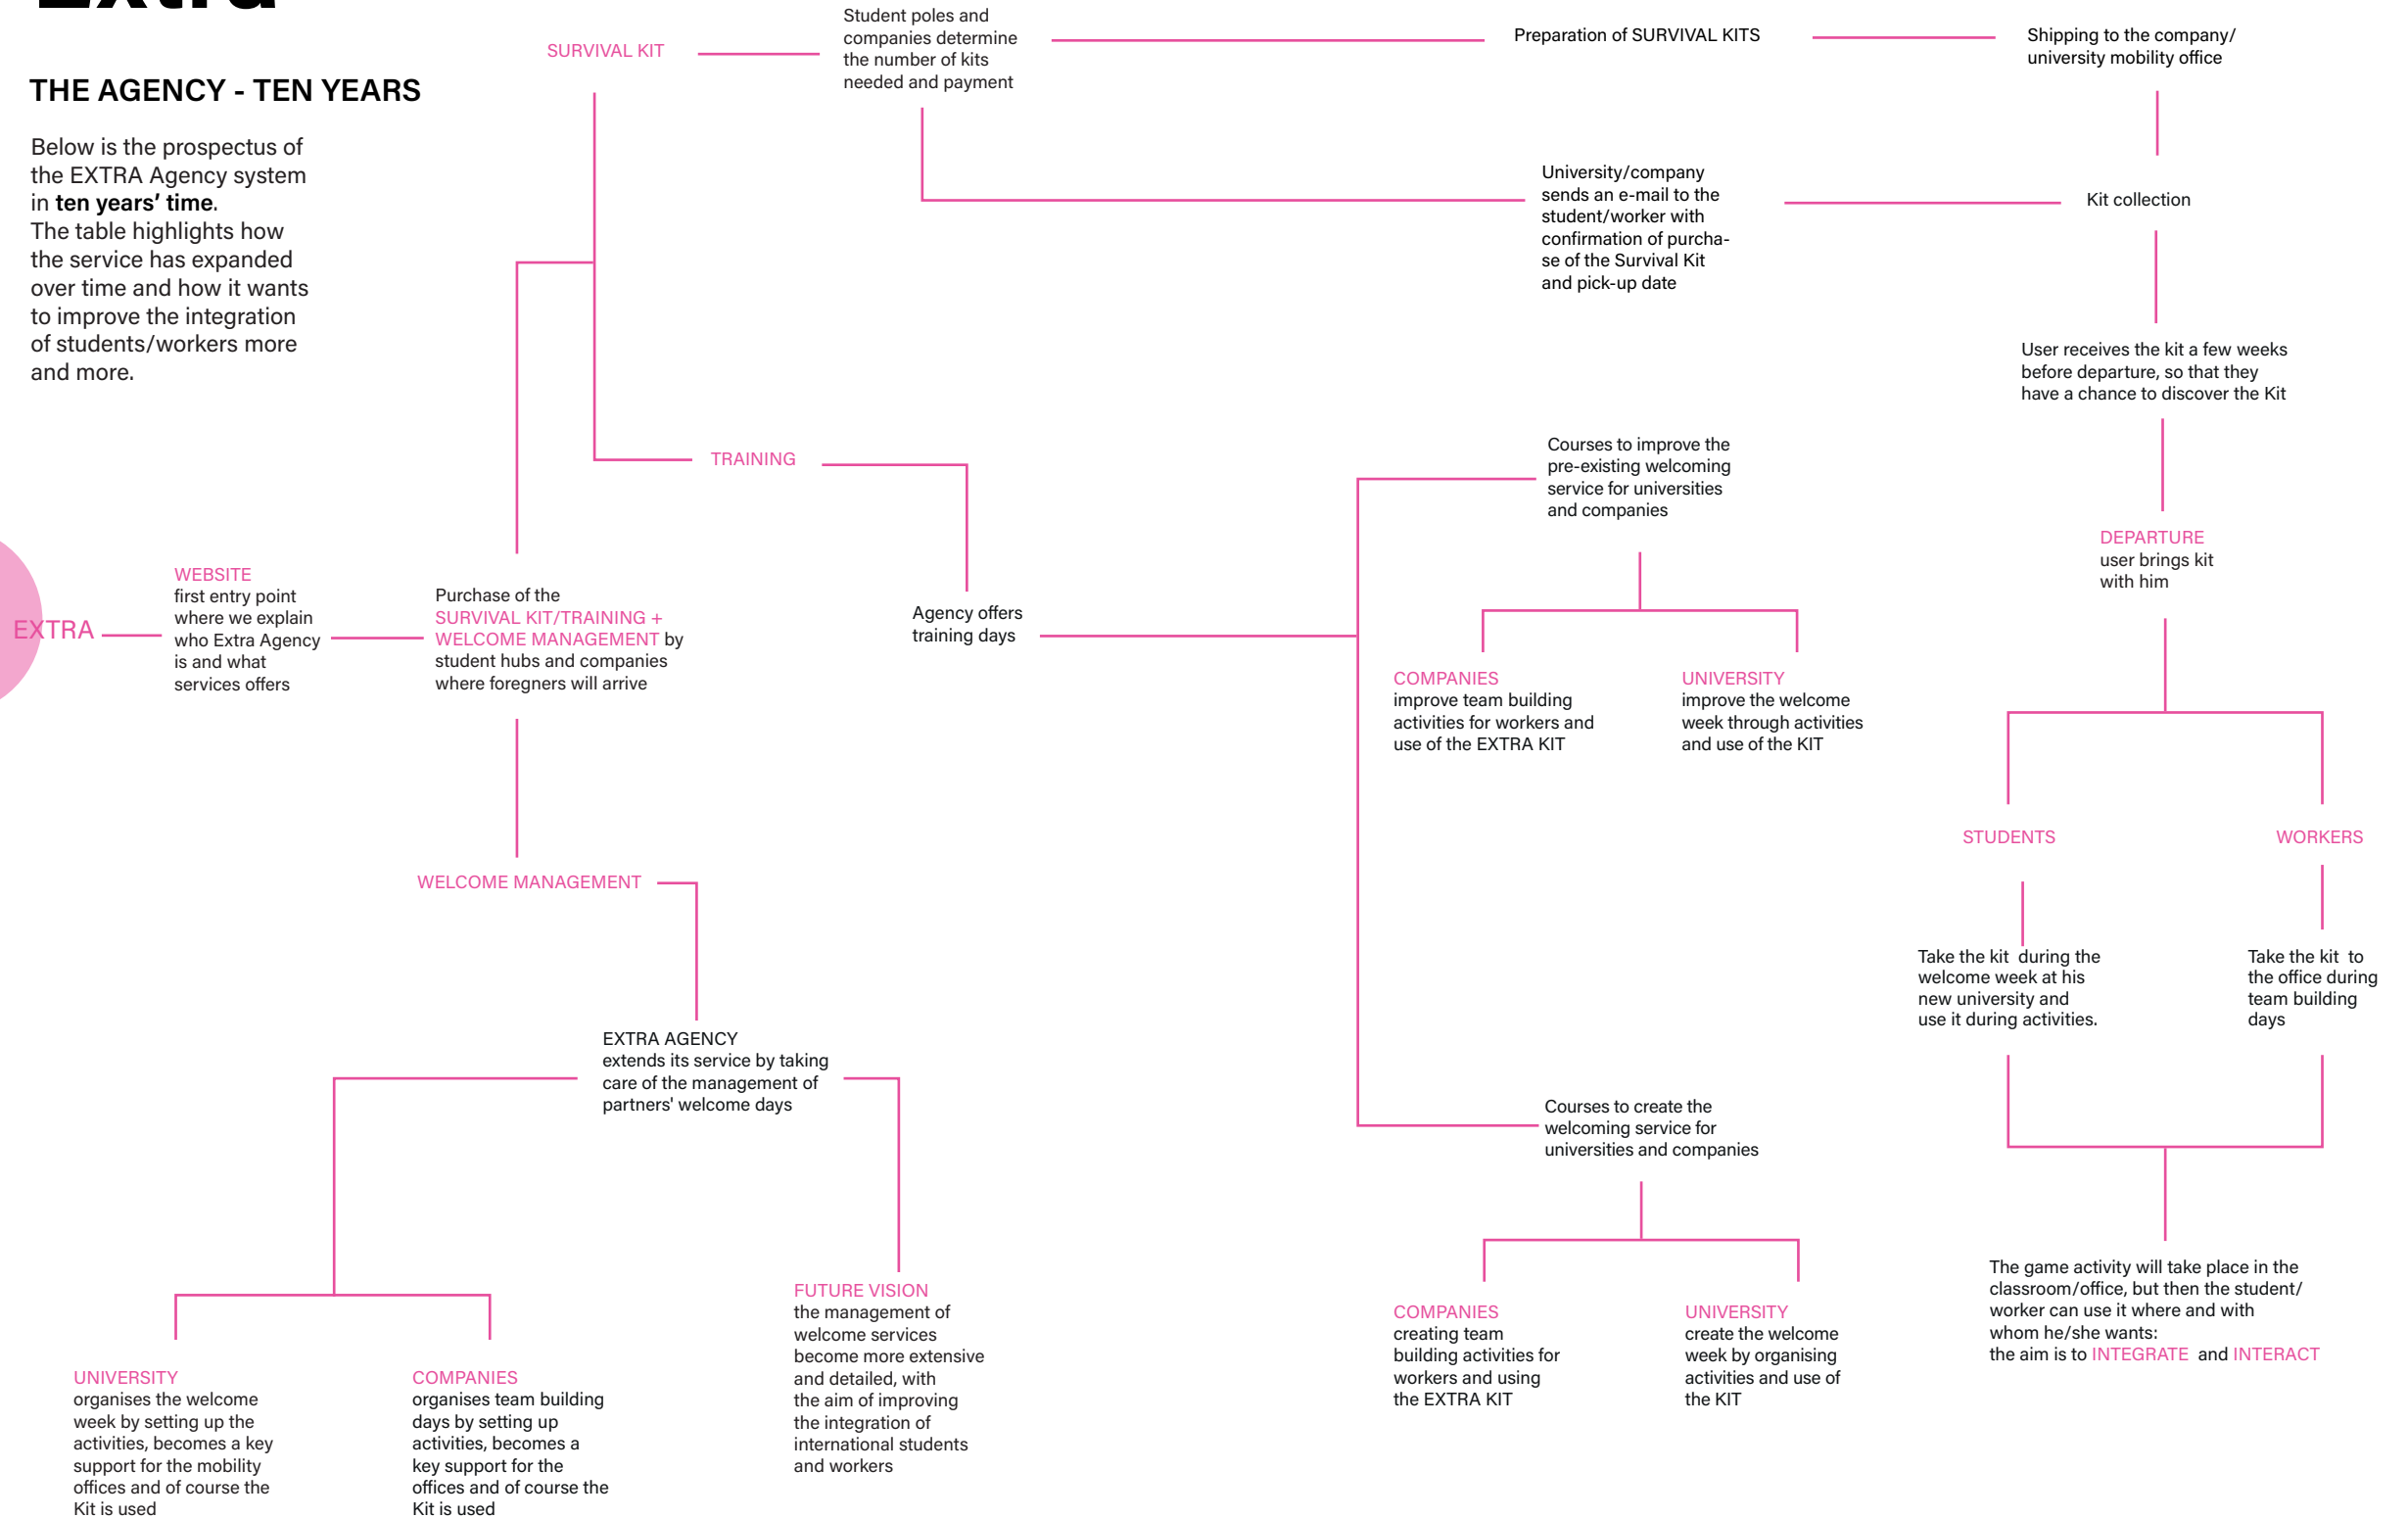 Extra
THE AGENCY - TEN YEARS
Below is the prospectus of
the EXTRA Agency system
in ten years’ time.
The table highlights how
the service has expanded
over time and how it wants
to improve the integration
of students/workers more
and more.
EXTRA
WEBSITE
first entry point
where we explain
who Extra Agency
is and what
services offers
Purchase of the
SURVIVAL KIT/TRAINING +
WELCOME MANAGEMENT by
student hubs and companies
where foregners will arrive
SURVIVAL KIT
Student poles and
companies determine
the number of kits
needed and payment
Preparation of SURVIVAL KITS
Shipping to the company/
university mobility office
University/company
sends an e-mail to the
student/worker with
confirmation of purcha-
se of the Survival Kit
and pick-up date
Kit collection
User receives the kit a few weeks
before departure, so that they
have a chance to discover the Kit
DEPARTURE
user brings kit
with him
STUDENTS
WORKERS
Take the kit  during the
welcome week at his
new university and
use it during activities.
Take the kit  to
the office during
team building
days
The game activity will take place in the
classroom/office, but then the student/
worker can use it where and with
whom he/she wants:
the aim is to INTEGRATE  and INTERACT
TRAINING
Agency offers
training days
Courses to improve the
pre-existing welcoming
service for universities
and companies
COMPANIES
improve team building
activities for workers and
use of the EXTRA KIT
UNIVERSITY
improve the welcome
week through activities
and use of the KIT
Courses to create the
welcoming service for
universities and companies
COMPANIES
creating team
building activities for
workers and using
the EXTRA KIT
UNIVERSITY
create the welcome
week by organising
activities and use of
the KIT
WELCOME MANAGEMENT
EXTRA AGENCY
extends its service by taking
care of the management of
partners' welcome days
UNIVERSITY
organises the welcome
week by setting up the
activities, becomes a key
support for the mobility
offices and of course the
Kit is used
COMPANIES
organises team building
days by setting up
activities, becomes a
key support for the
offices and of course the
Kit is used
FUTURE VISION
the management of
welcome services
become more extensive
and detailed, with
the aim of improving
the integration of
international students
and workers